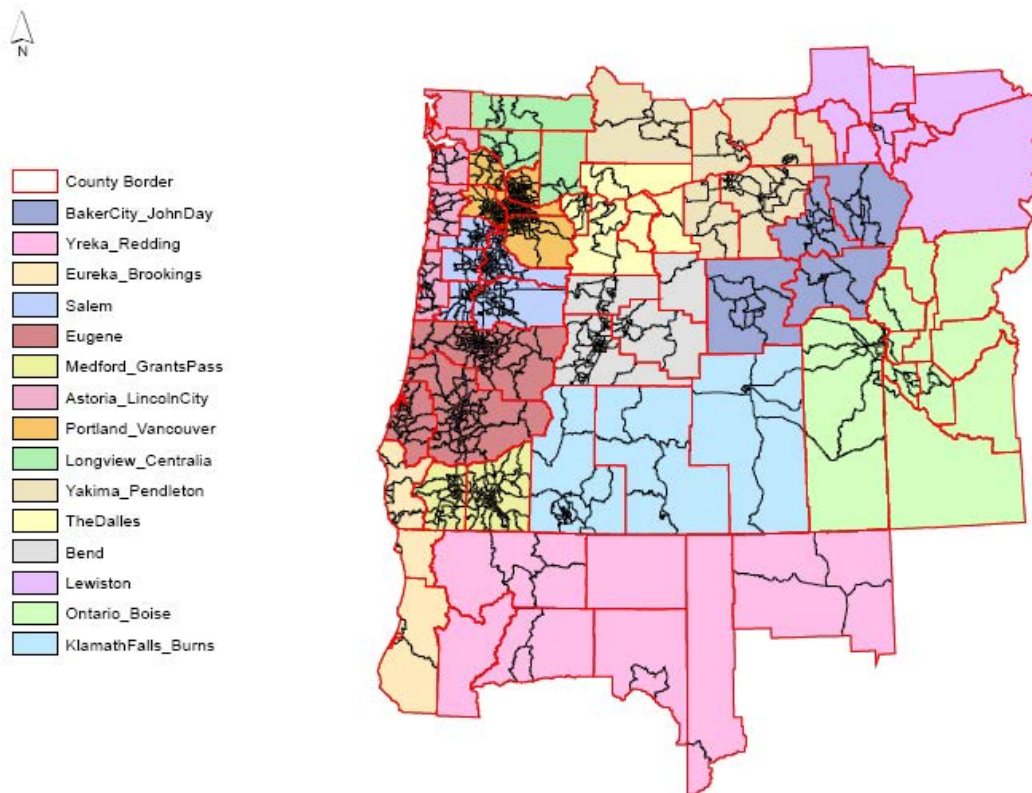 N
County Border
BakerCity_JohnDay
Yreka_Redding
Eureka_Brookings
Salem
Eugene
Medford_GrantsPass
Astoria_LincolnCity
Portland_Vancouver
Longview_Centralia
Yakima_Pendleton
TheDalles
Bend
Lewiston
Ontario_Boise
KlamathFalls_Burns